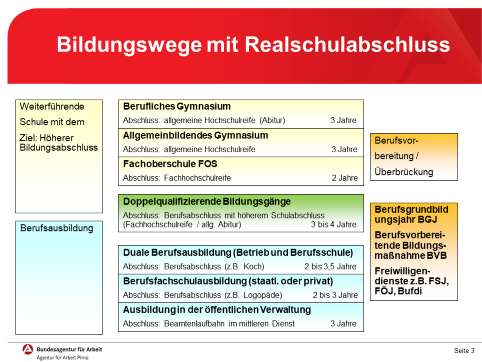 Bildungswege mit Realschulabschluss
Weiterführende
Schule mit dem
Ziel: Höherer
Bildungsabschluss
Berufsausbildung
Berufliches Gymnasium
Abschluss: allgemeine Hochschulreife (Abitur) 3 Jahre
Allgemeinbildendes Gymnasium
Abschluss: allgemeine Hochschulreife 3 Jahre
Fachoberschule FOS
Abschluss: Fachhochschulreife 2 Jahre
Doppelqualifizierende Bildungsgänge
Abschluss: Berufsabschluss mit höherem Schulabschluss
(Fachhochschulreife / allg. Abitur) 3 bis 4 Jahre
Duale Berufsausbildung (Betrieb und Berufsschule)
Abschluss: Berufsabschluss (z.B. Koch) 2 bis 3,5 Jahre
Berufsfachschulausbildung (staatl. oder privat)
Abschluss: Berufsabschluss (z.B. Logopäde) 2 bis 3 Jahre
Ausbildung in der öffentlichen Verwaltung
Abschluss: Beamtenlaufbahn im mittleren Dienst 3 Jahre
Berufsvor-
bereitung /
Überbrückung
Berufsgrundbild
ungsjahr BGJ
Berufsvorberei-
tende Bildungs-
maßnahme BVB
Freiwilligen-
dienste z.B. FSJ,
FÖJ, Bufdi
Bundesagentur für Arbeit
Agentur für Arbeit Pirna
Seite 3